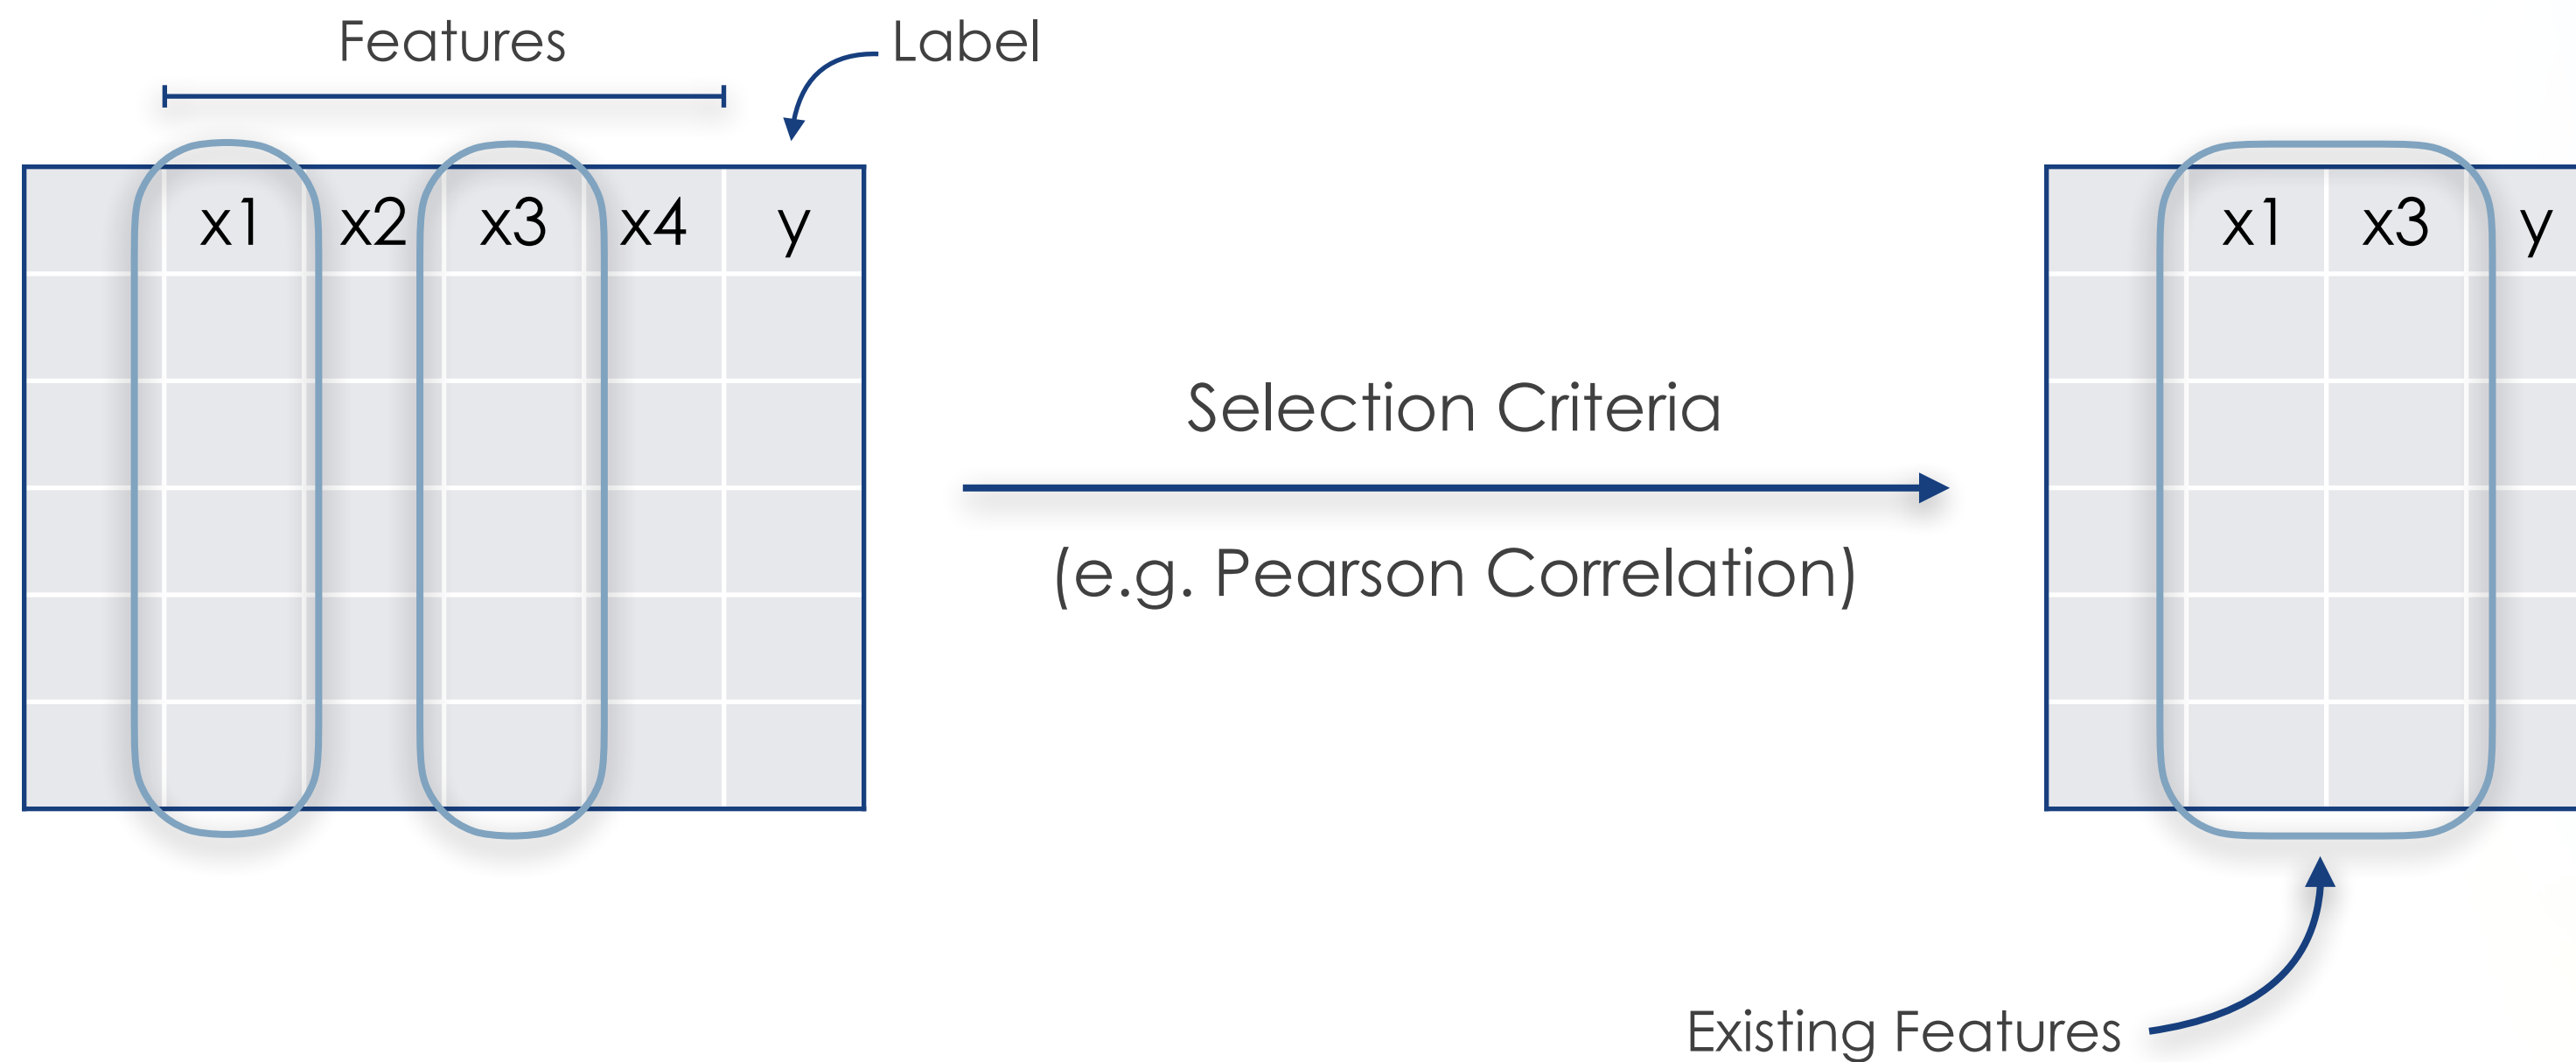 Features
Label
x1 x2 x3 x4 y
Selection Criteria
(e.g. Pearson Correlation)
x1 x3 y
Existing Features